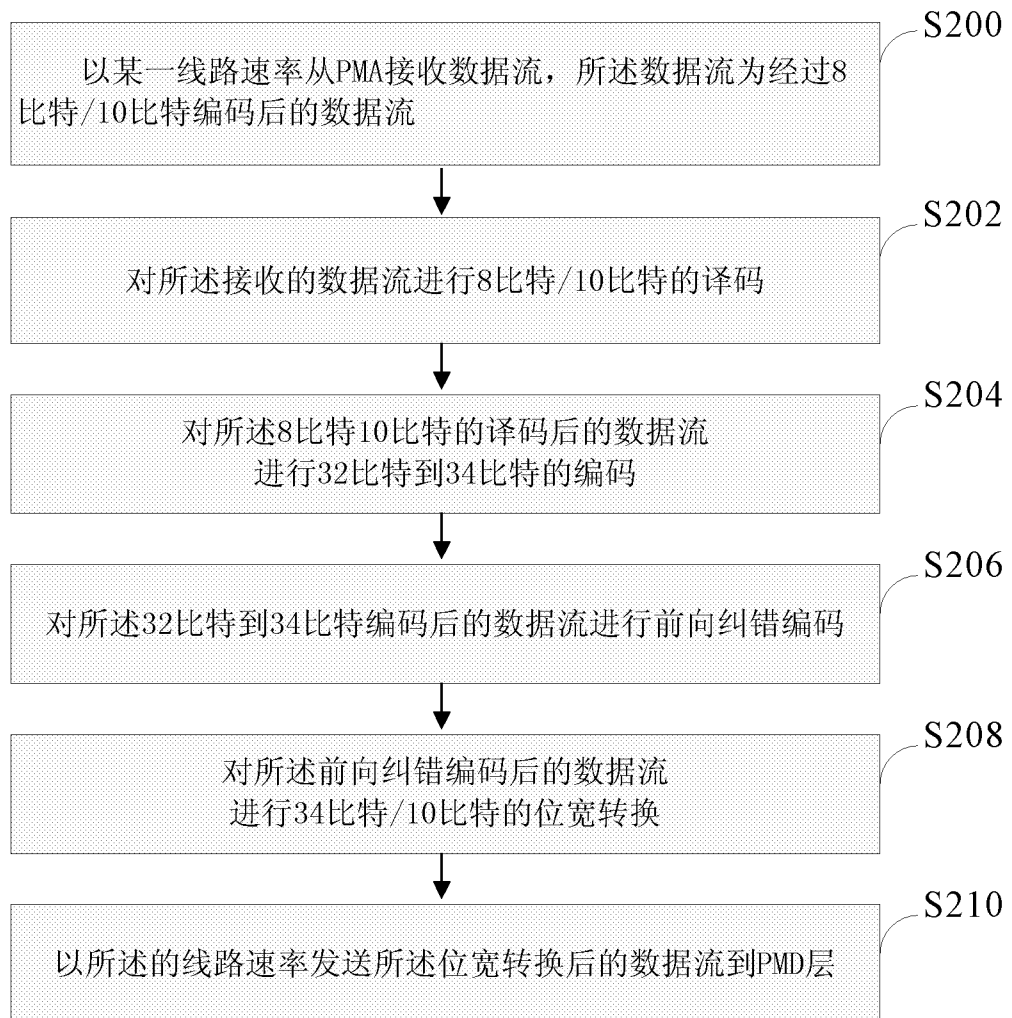 S200
以某一线路速率从PMA接收数据流，所述数据流为经过8
比特/10比特编码后的数据流
S202
对所述接收的数据流进行8比特/10比特的译码
S204
对所述8比特10比特的译码后的数据流
进行32比特到34比特的编码
S206
对所述32比特到34比特编码后的数据流进行前向纠错编码
S208
对所述前向纠错编码后的数据流
进行34比特/10比特的位宽转换
S210
以所述的线路速率发送所述位宽转换后的数据流到PMD层